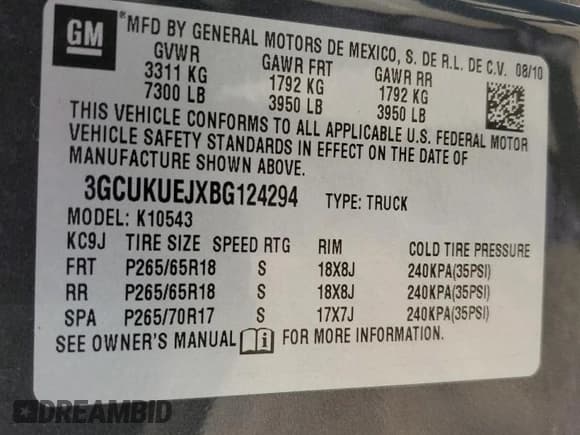 GM
MFD BY GENERAL MOTORS DE MEXICO, S. DE R.L. DE C.V. 08/10
GVWR GAWR FRT GAWR RR
3311 KG 1792 KG 1792 KG
7300 LB 3950 LB 3950 LB
THIS VEHICLE CONFORMS TO ALL APPLICABLE U.S. FEDERAL MOTOR
VEHICLE SAFETY STANDARDS IN EFFECT ON THE DATE OF
MANUFACTURE SHOWN ABOVE.
3GCUKUEJXBG124294 TYPE: TRUCK
MODEL: K10543
KC9J TIRE SIZE SPEED RTG RIM COLD TIRE PRESSURE
FRT P265/65R18 S 18X8J 240KPA(35PSI)
RR P265/65R18 S 18X8J 240KPA(35PSI)
SPA P265/70R17 S 17X7J 240KPA(35PSI)
SEE OWNER'S MANUAL i FOR MORE INFORMATION.
DREAMBID